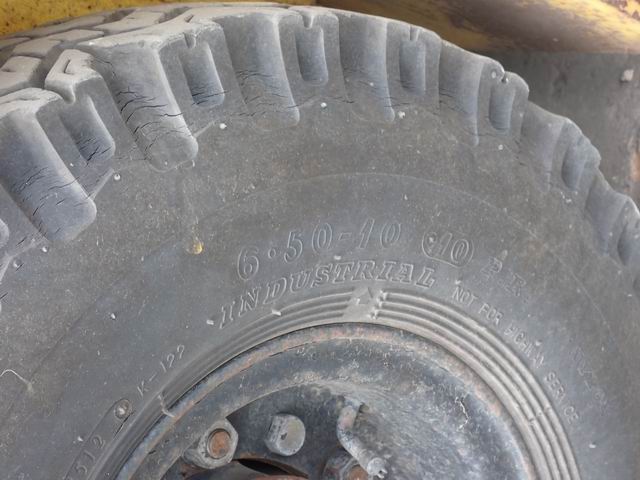 6·50-10 10 P.R.
INDUSTRIAL
NOT FOR HIGHWAY SERVICE
K-122